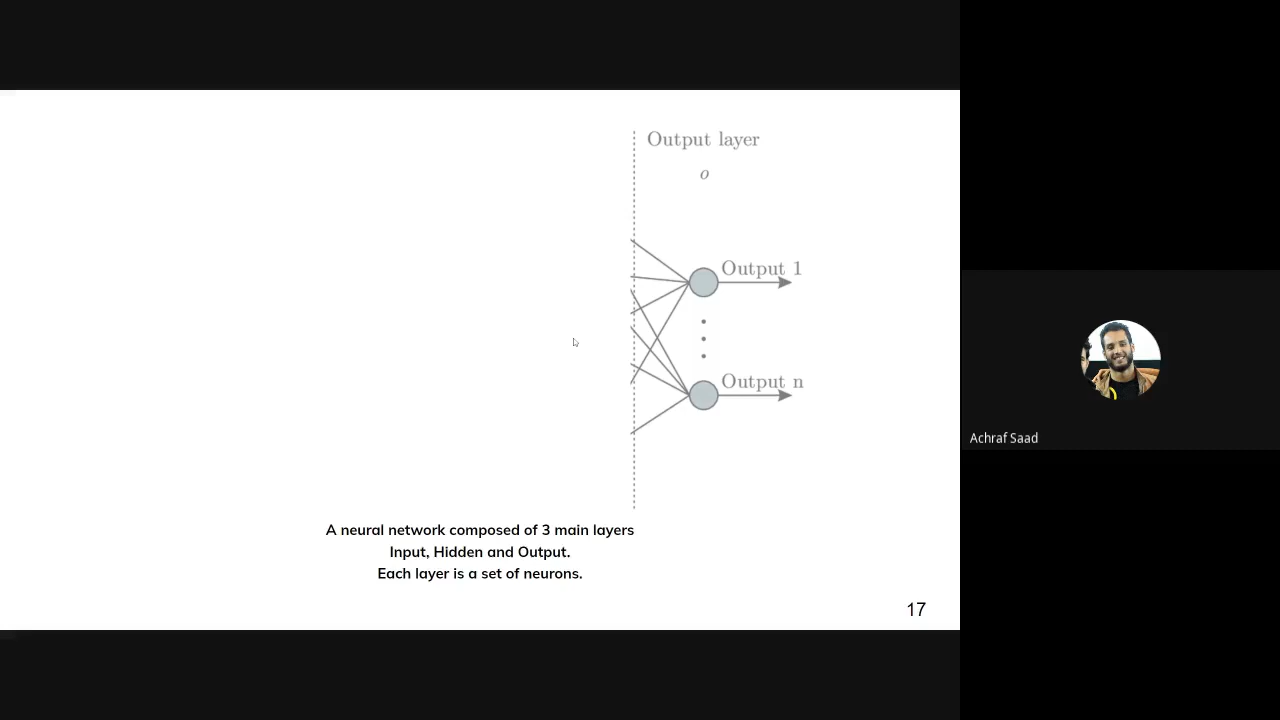 Output layer
o
Output 1
Output n
A neural network composed of 3 main layers
Input, Hidden and Output.
Each layer is a set of neurons.
17
Achraf Saad